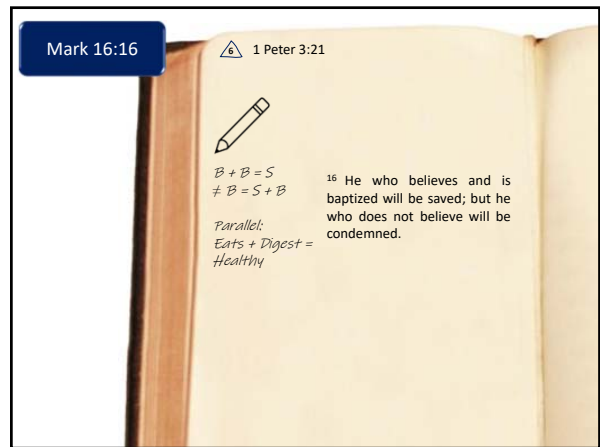 Mark 16:16
6 1 Peter 3:21
B + B = S
≠ B = S + B
Parallel:
Eats + Digest =
Healthy
16 He who believes and is
baptized will be saved; but he
who does not believe will be
condemned.